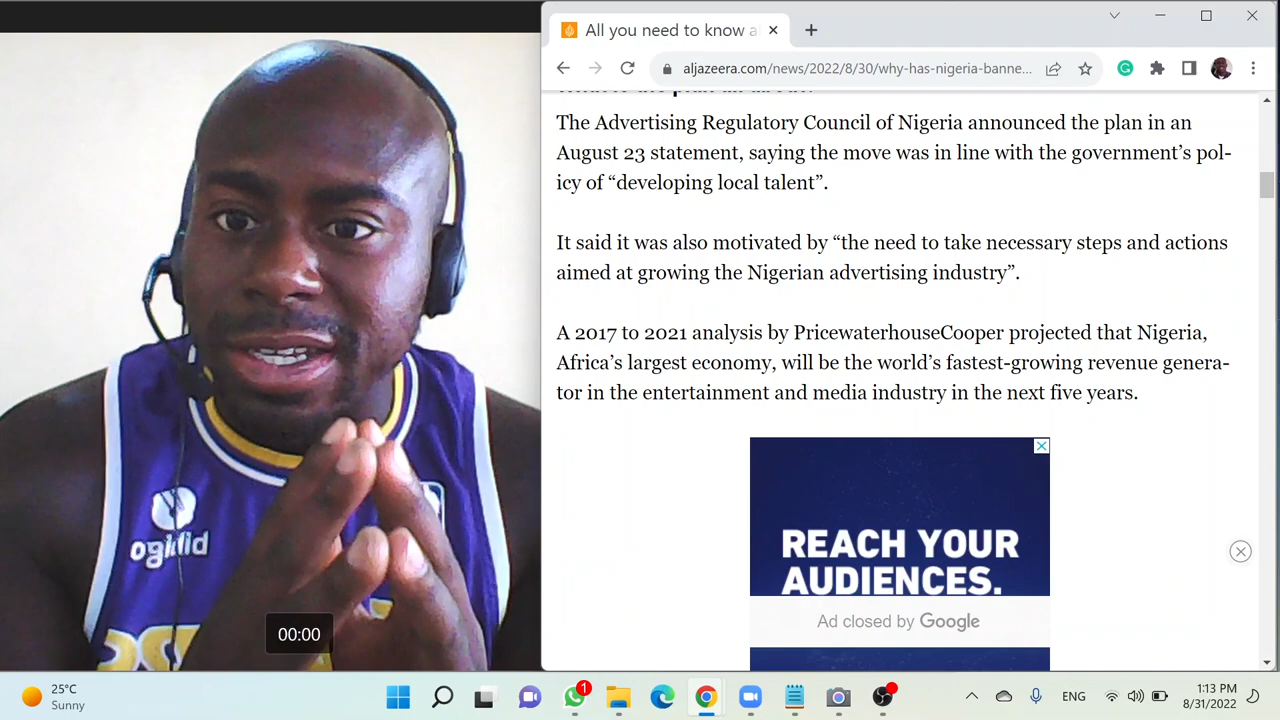 All you need to know a
aljazeera.com/news/2022/8/30/why-has-nigeria-banne...
The Advertising Regulatory Council of Nigeria announced the plan in an
August 23 statement, saying the move was in line with the government’s pol-
icy of “developing local talent”.
It said it was also motivated by “the need to take necessary steps and actions
aimed at growing the Nigerian advertising industry”.
A 2017 to 2021 analysis by PricewaterhouseCooper projected that Nigeria,
Africa’s largest economy, will be the world’s fastest-growing revenue genera-
tor in the entertainment and media industry in the next five years.
REACH YOUR
AUDIENCES.
Ad closed by Google
00:00
25°C
Sunny
1
ENG
1:13 PM
8/31/2022